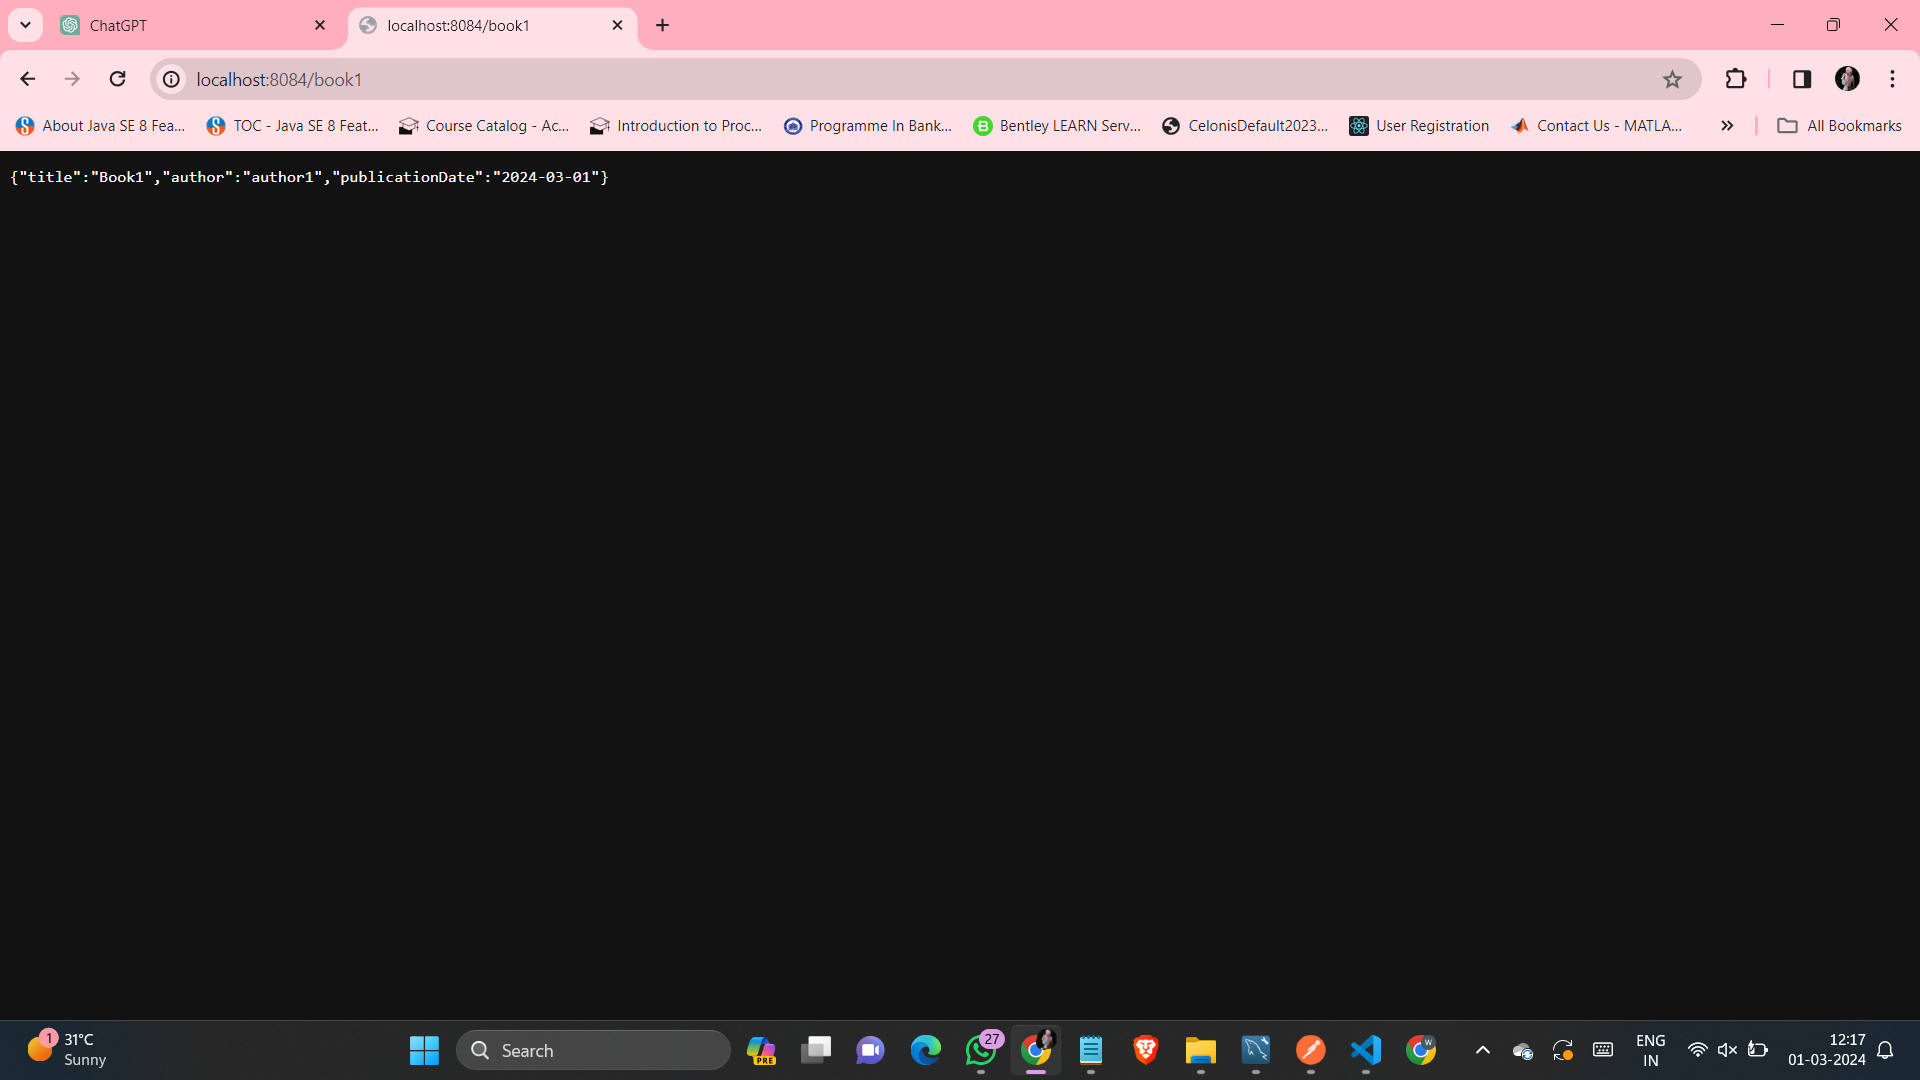 ChatGPT
localhost:8084/book1
localhost:8084/book1
About Java SE 8 Fea...
TOC - Java SE 8 Feat...
Course Catalog - Ac...
Introduction to Proc...
Programme In Bank...
Bentley LEARN Serv...
CelonisDefault2023...
User Registration
Contact Us - MATLA...
All Bookmarks
{"title":"Book1","author":"author1","publicationDate":"2024-03-01"}
1
31°C
Sunny
Search
PRE
27
W
ENG
IN
12:17
01-03-2024